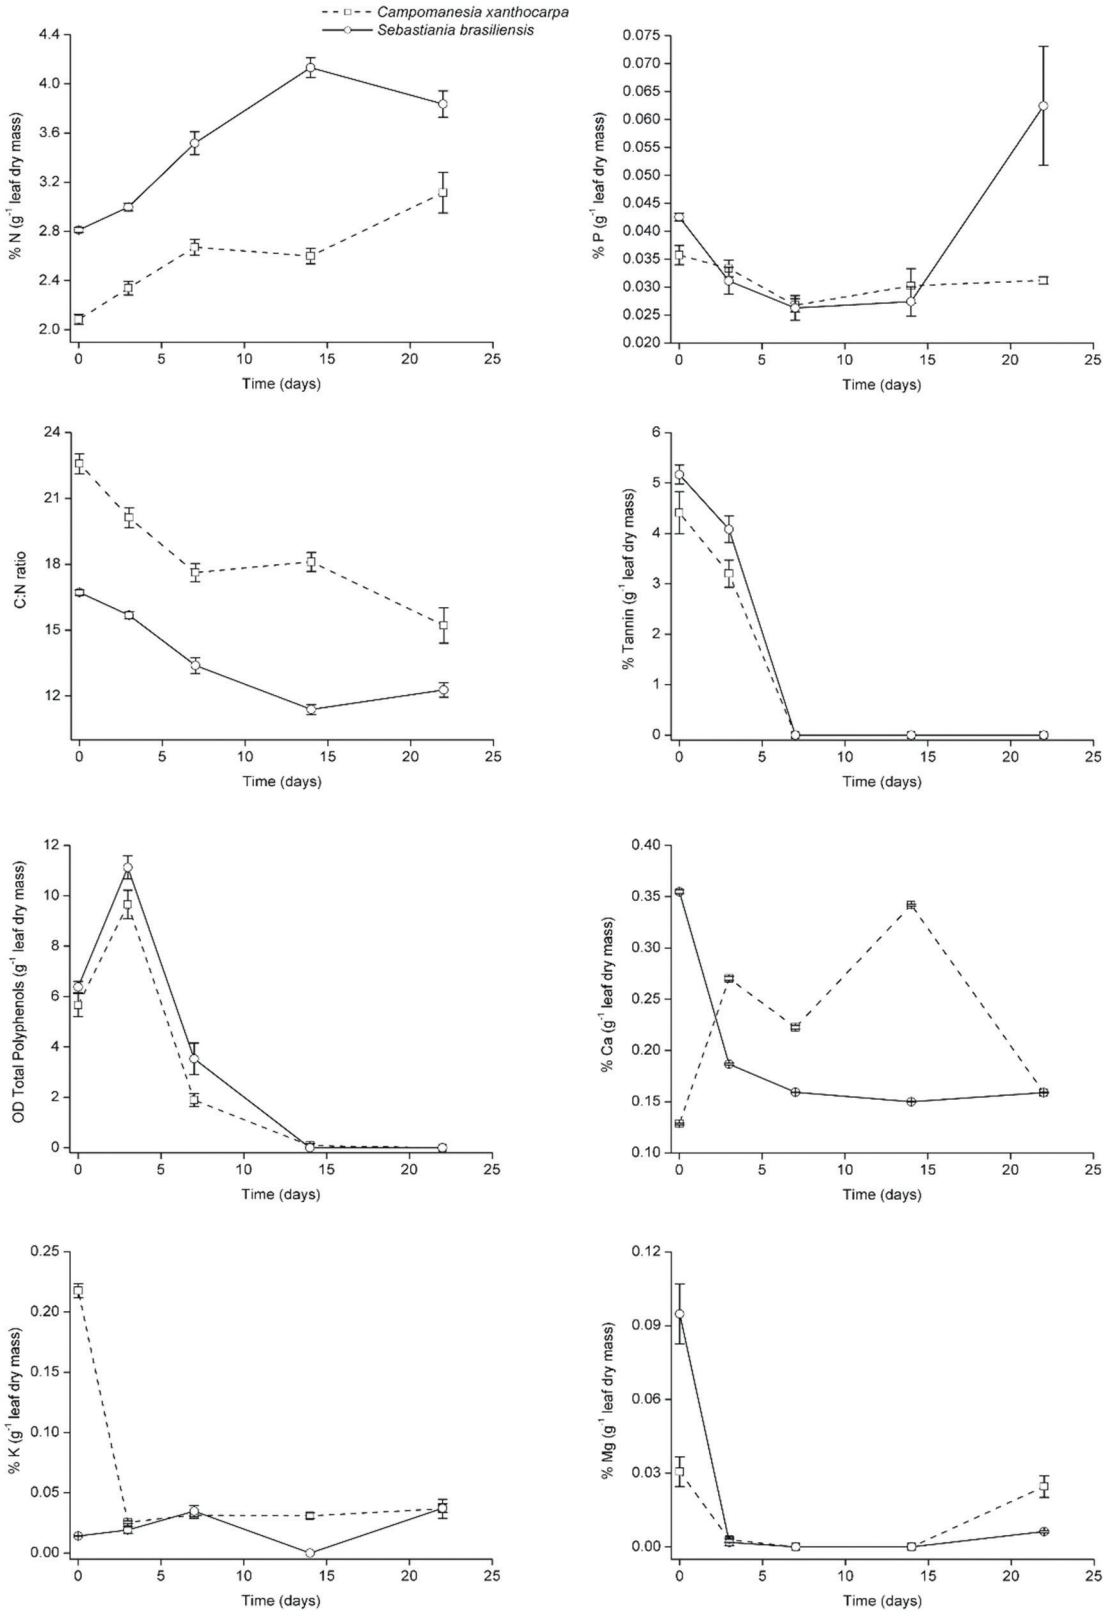 Campomanesia xanthocarpa
Sebastiania brasiliensis
4.4
4.0
3.6
3.2
2.8
2.4
2.0
% N (g-1 leaf dry mass)
0 5 10 15 20 25
Time (days)
0.075
0.070
0.065
0.060
0.055
0.050
0.045
0.040
0.035
0.030
0.025
0.020
% P (g-1 leaf dry mass)
0 5 10 15 20 25
Time (days)
24
21
18
15
12
C:N ratio
0 5 10 15 20 25
Time (days)
6
5
4
3
2
1
0
% Tannin (g-1 leaf dry mass)
0 5 10 15 20 25
Time (days)
12
10
8
6
4
2
0
OD Total Polyphenols (g-1 leaf dry mass)
0 5 10 15 20 25
Time (days)
0.40
0.35
0.30
0.25
0.20
0.15
0.10
% Ca (g-1 leaf dry mass)
0 5 10 15 20 25
Time (days)
0.25
0.20
0.15
0.10
0.05
0.00
% K (g-1 leaf dry mass)
0 5 10 15 20 25
Time (days)
0.12
0.09
0.06
0.03
0.00
% Mg (g-1 leaf dry mass)
0 5 10 15 20 25
Time (days)